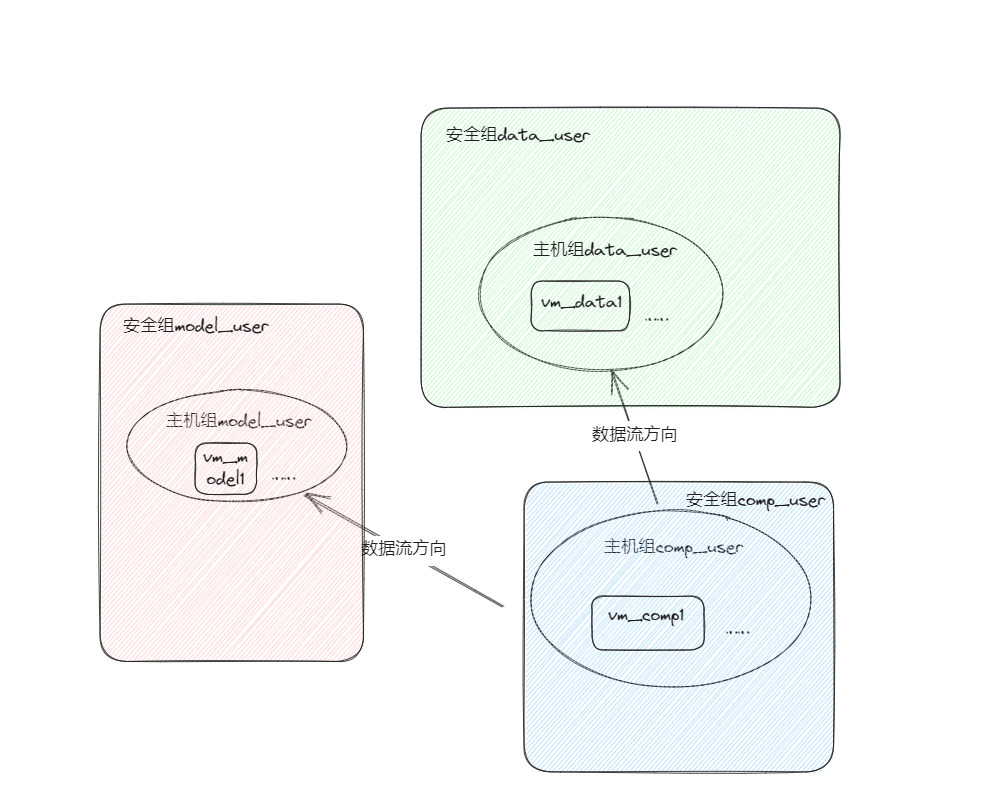 安全组data_user
主机组data_user
vm_data1
......
安全组model_user
主机组model_user
vm_m
odel1
......
数据流方向
数据流方向
安全组comp_user
主机组comp_user
vm_comp1
......